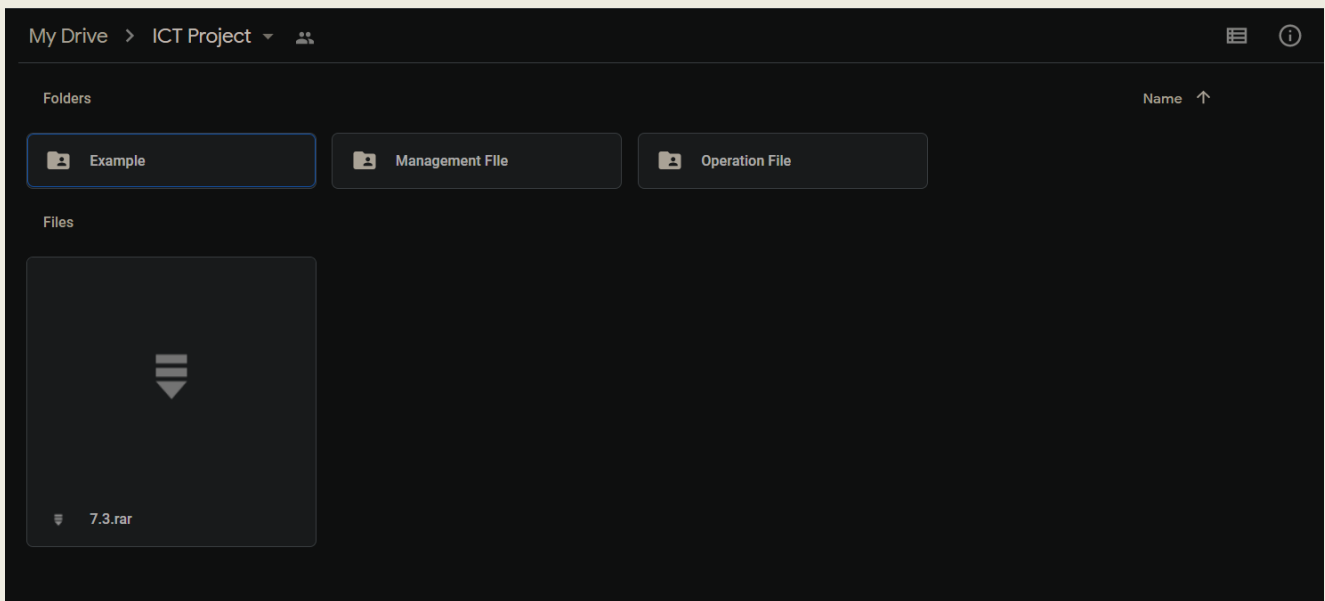 My Drive > ICT Project
Folders
Name
Example
Management FIle
Operation File
Files
7.3.rar